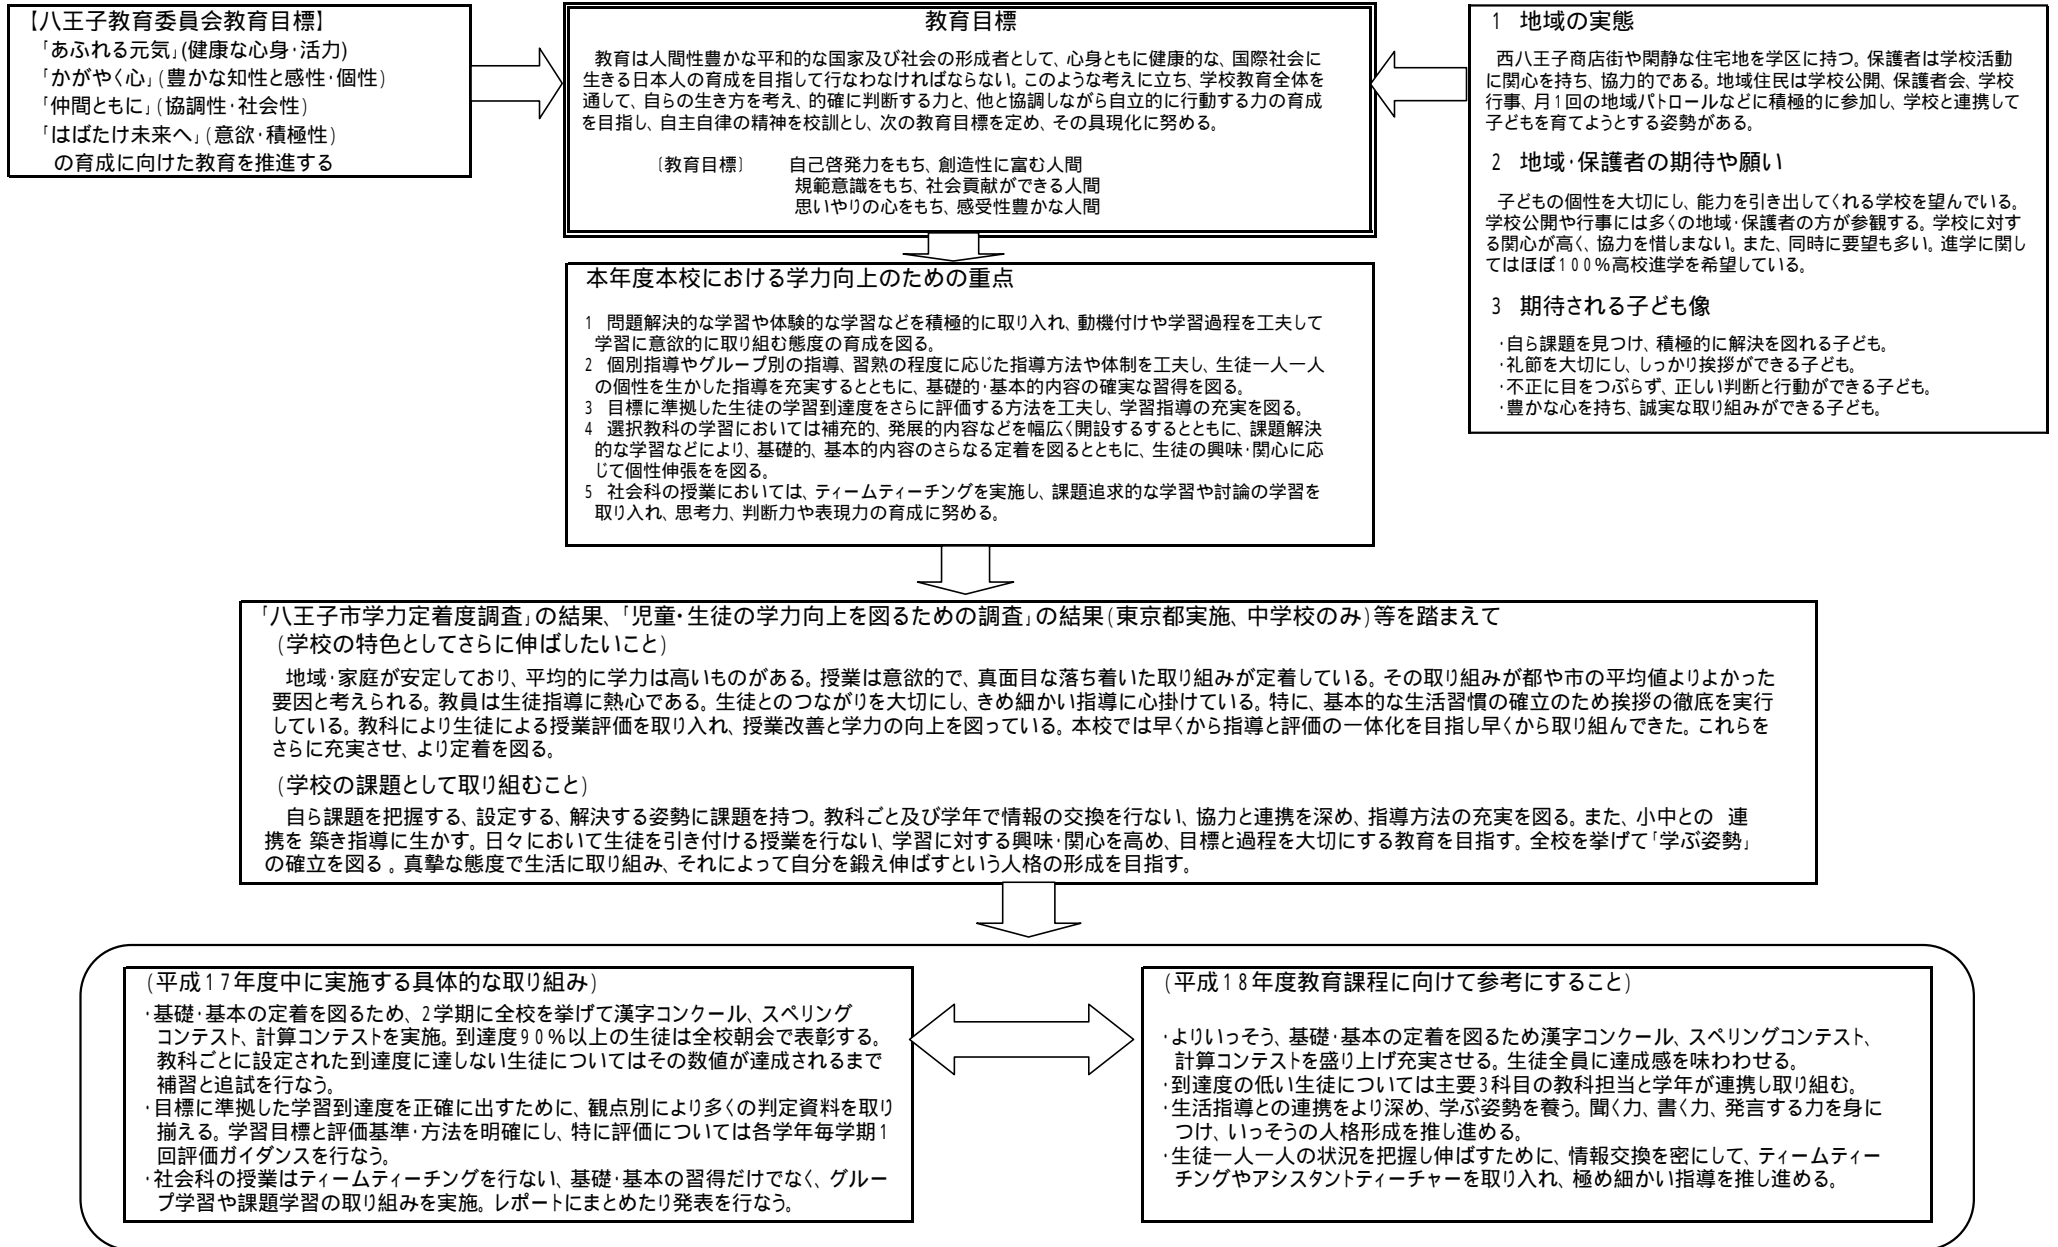 【八王子教育委員会教育目標】
「あふれる元気」(健康な心身・活力)
「かがやく心」(豊かな知性と感性・個性)
「仲間ともに」(協調性・社会性)
「はばたけ未来へ」(意欲・積極性)
の育成に向けた教育を推進する
教育目標
教育は人間性豊かな平和的な国家及び社会の形成者として、心身ともに健康的な、国際社会に
生きる日本人の育成を目指して行なわなければならない。このような考えに立ち、学校教育全体を
通して、自らの生き方を考え、的確に判断する力と、他と協調しながら自立的に行動する力の育成
を目指し、自主自律の精神を校訓とし、次の教育目標を定め、その具現化に努める。
〔教育目標〕 自己啓発力をもち、創造性に富む人間
規範意識をもち、社会貢献ができる人間
思いやりの心をもち、感受性豊かな人間
1 地域の実態
西八王子商店街や閑静な住宅地を学区に持つ。保護者は学校活動
に関心を持ち、協力的である。地域住民は学校公開、保護者会、学校
行事、月1回の地域パトロールなどに積極的に参加し、学校と連携して
子どもを育てようとする姿勢がある。
2 地域・保護者の期待や願い
子どもの個性を大切にし、能力を引き出してくれる学校を望んでいる。
学校公開や行事には多くの地域・保護者の方が参観する。学校に対す
る関心が高く、協力を惜しまない。また、同時に要望も多い。進学に関し
てはほぼ100%高校進学を希望している。
3 期待される子ども像
・自ら課題を見つけ、積極的に解決を図れる子ども。
・礼節を大切にし、しっかり挨拶ができる子ども。
・不正に目をつぶらず、正しい判断と行動ができる子ども。
・豊かな心を持ち、誠実な取り組みができる子ども。
本年度本校における学力向上のための重点
1 問題解決的な学習や体験的な学習などを積極的に取り入れ、動機付けや学習過程を工夫して
学習に意欲的に取り組む態度の育成を図る。
2 個別指導やグループ別の指導、習熟の程度に応じた指導方法や体制を工夫し、生徒一人一人
の個性を生かした指導を充実するとともに、基礎的・基本的内容の確実な習得を図る。
3 目標に準拠した生徒の学習到達度をさらに評価する方法を工夫し、学習指導の充実を図る。
4 選択教科の学習においては補充的、発展的内容などを幅広く開設するするとともに、課題解決
的な学習などにより、基礎的、基本的内容のさらなる定着を図るとともに、生徒の興味・関心に応
じて個性伸張をを図る。
5 社会科の授業においては、ティームティーチングを実施し、課題追求的な学習や討論の学習を
取り入れ、思考力、判断力や表現力の育成に努める。
「八王子市学力定着度調査」の結果、「児童・生徒の学力向上を図るための調査」の結果(東京都実施、中学校のみ)等を踏まえて
(学校の特色としてさらに伸ばしたいこと)
地域・家庭が安定しており、平均的に学力は高いものがある。授業は意欲的で、真面目な落ち着いた取り組みが定着している。その取り組みが都や市の平均値よりよかった
要因と考えられる。教員は生徒指導に熱心である。生徒とのつながりを大切にし、きめ細かい指導に心掛けている。特に、基本的な生活習慣の確立のため挨拶の徹底を実行
している。教科により生徒による授業評価を取り入れ、授業改善と学力の向上を図っている。本校では早くから指導と評価の一体化を目指し早くから取り組んできた。これらを
さらに充実させ、より定着を図る。
(学校の課題として取り組むこと)
自ら課題を把握する、設定する、解決する姿勢に課題を持つ。教科ごと及び学年で情報の交換を行ない、協力と連携を深め、指導方法の充実を図る。また、小中との 連
携を 築き指導に生かす。日々において生徒を引き付ける授業を行ない、学習に対する興味・関心を高め、目標と過程を大切にする教育を目指す。全校を挙げて「学ぶ姿勢」
の確立を図る 。真摯な態度で生活に取り組み、それによって自分を鍛え伸ばすという人格の形成を目指す。
(平成17年度中に実施する具体的な取り組み)
・基礎・基本の定着を図るため、2学期に全校を挙げて漢字コンクール、スペリング
コンテスト、計算コンテストを実施。到達度90%以上の生徒は全校朝会で表彰する。
教科ごとに設定された到達度に達しない生徒についてはその数値が達成されるまで
補習と追試を行なう。
・目標に準拠した学習到達度を正確に出すために、観点別により多くの判定資料を取り
揃える。学習目標と評価基準・方法を明確にし、特に評価については各学年毎学期1
回評価ガイダンスを行なう。
・社会科の授業はティームティーチングを行ない、基礎・基本の習得だけでなく、グルー
プ学習や課題学習の取り組みを実施。レポートにまとめたり発表を行なう。
(平成18年度教育課程に向けて参考にすること)
・よりいっそう、基礎・基本の定着を図るため漢字コンクール、スペリングコンテスト、
計算コンテストを盛り上げ充実させる。生徒全員に達成感を味わわせる。
・到達度の低い生徒については主要3科目の教科担当と学年が連携し取り組む。
・生活指導との連携をより深め、学ぶ姿勢を養う。聞く力、書く力、発言する力を身に
つけ、いっそうの人格形成を推し進める。
・生徒一人一人の状況を把握し伸ばすために、情報交換を密にして、ティームティー
チングやアシスタントティーチャーを取り入れ、極め細かい指導を推し進める。